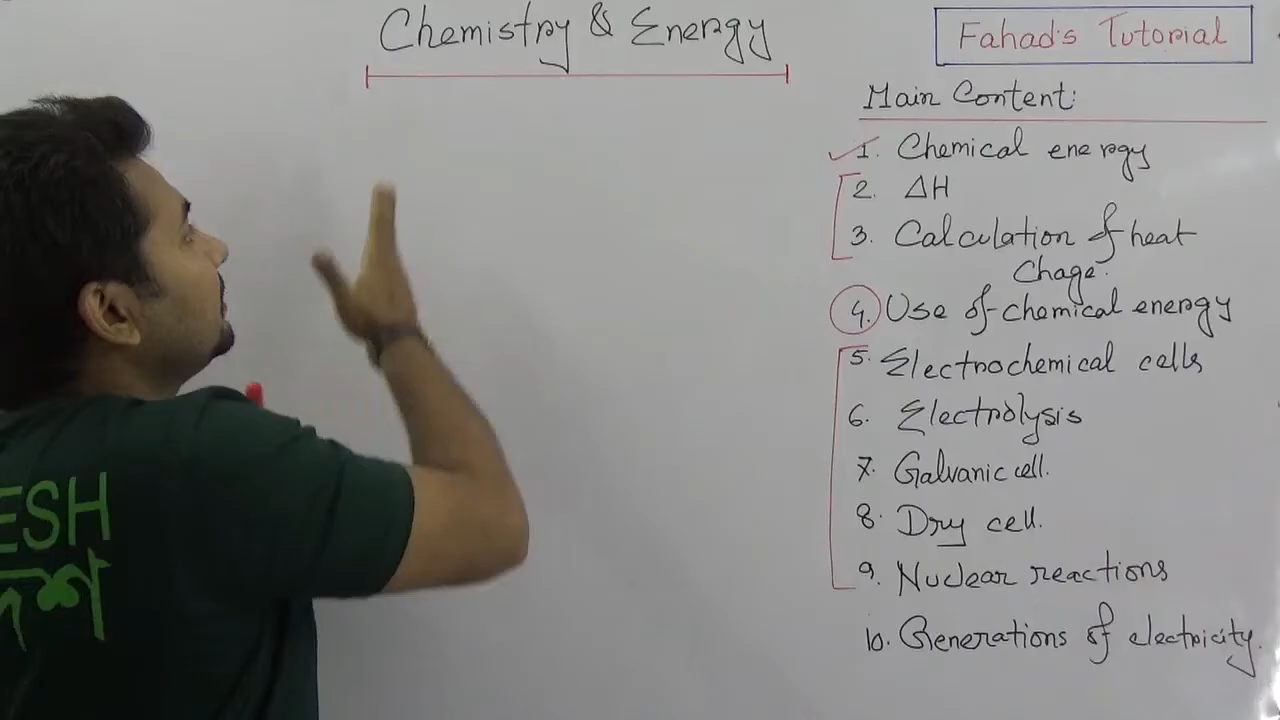 Chemistry & Energy
Fahad's Tutorial
Main Content:
1. Chemical energy
2. ΔH
3. Calculation of heat
Chage.
4. Use of chemical energy
5. Electrochemical cells
6. Electrolysis
7. Galvanic cell.
8. Dry cell.
9. Nuclear reactions
10. Generations of electricity.
ESH